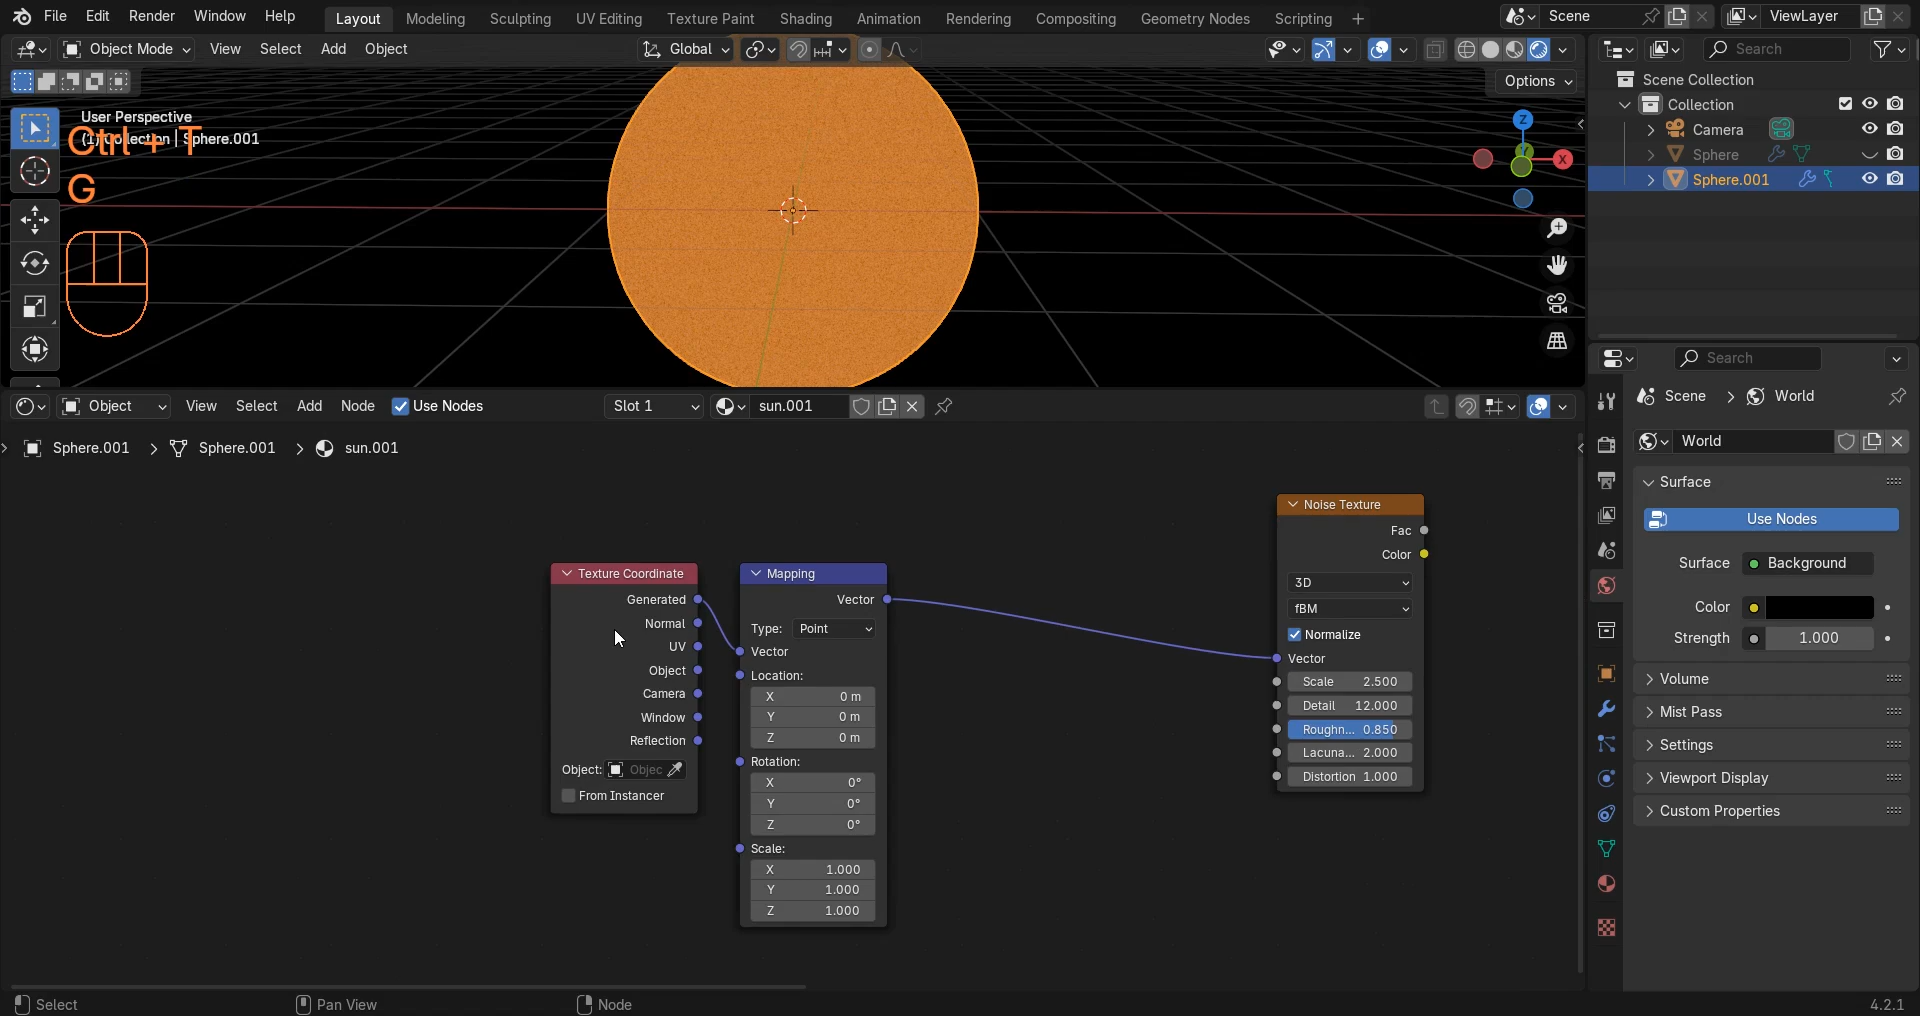 File Edit Render Window Help Layout Modeling Sculpting UV Editing Texture Paint Shading Animation Rendering Compositing Geometry Nodes Scripting + Scene ViewLayer
Object Mode View Select Add Object Global Search
Options
Scene Collection
Collection
Camera
Sphere
Sphere.001
User Perspective
(1) Collection | Sphere.001
Ctrl + T
G
Z
X
Search
Object View Select Add Node Use Nodes Slot 1 sun.001
Sphere.001 > Sphere.001 > sun.001
Scene > World
World
Surface
Use Nodes
Surface Background
Color
Strength 1.000
Volume
Mist Pass
Settings
Viewport Display
Custom Properties
Texture Coordinate
Generated
Normal
UV
Object
Camera
Window
Reflection
Object: Objec
From Instancer
Mapping
Vector
Type: Point
Vector
Location:
X 0 m
Y 0 m
Z 0 m
Rotation:
X 0°
Y 0°
Z 0°
Scale:
X 1.000
Y 1.000
Z 1.000
Noise Texture
Fac
Color
3D
fBM
Normalize
Vector
Scale 2.500
Detail 12.000
Roughn... 0.850
Lacuna... 2.000
Distortion 1.000
Select Pan View Node 4.2.1